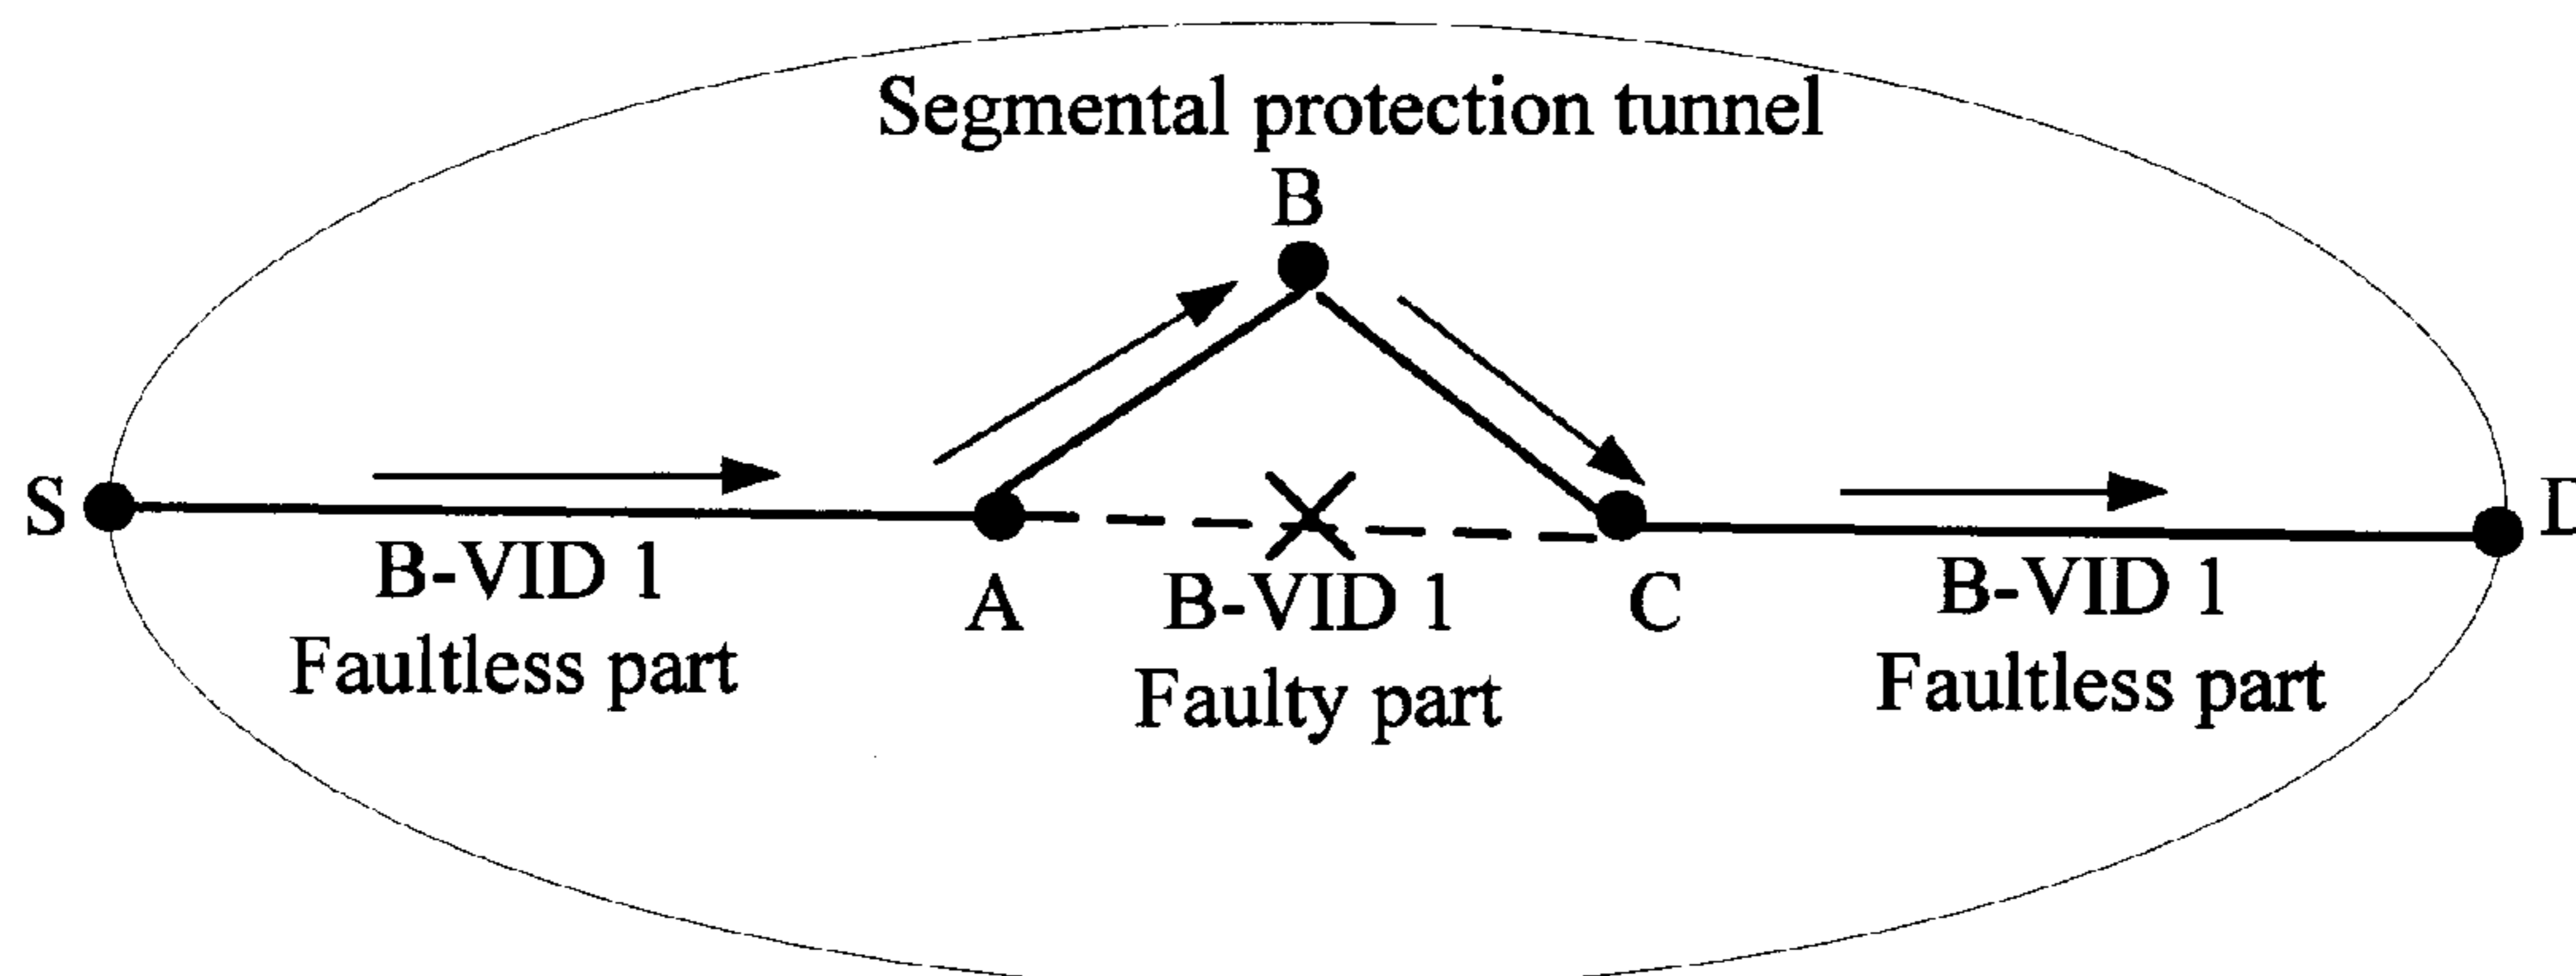 Segmental protection tunnel
B
S
D
B-VID 1
Faultless part
A
B-VID 1
Faulty part
C
B-VID 1
Faultless part